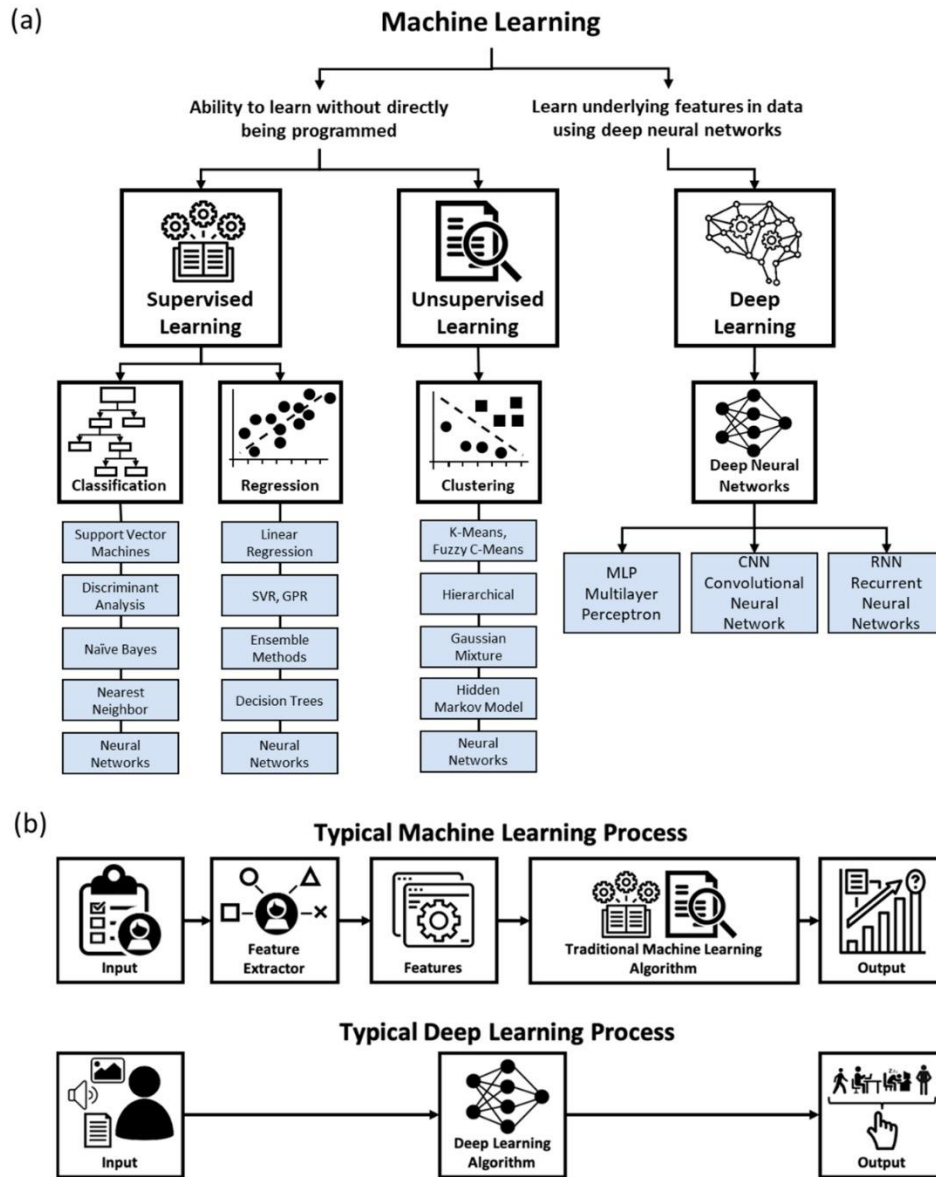 (a)
Machine Learning
Ability to learn without directly
being programmed
Learn underlying features in data
using deep neural networks
Supervised
Learning
Unsupervised
Learning
Deep
Learning
Classification
Regression
Clustering
Deep Neural
Networks
Support Vector
Machines
Discriminant
Analysis
Naïve Bayes
Nearest
Neighbor
Neural
Networks
Linear
Regression
SVR, GPR
Ensemble
Methods
Decision Trees
Neural
Networks
K-Means,
Fuzzy C-Means
Hierarchical
Gaussian
Mixture
Hidden
Markov Model
Neural
Networks
MLP
Multilayer
Perceptron
CNN
Convolutional
Neural
Network
RNN
Recurrent
Neural
Networks
(b)
Typical Machine Learning Process
Input
Feature
Extractor
Features
Traditional Machine Learning
Algorithm
?
Output
Typical Deep Learning Process
Input
Deep Learning
Algorithm
Output